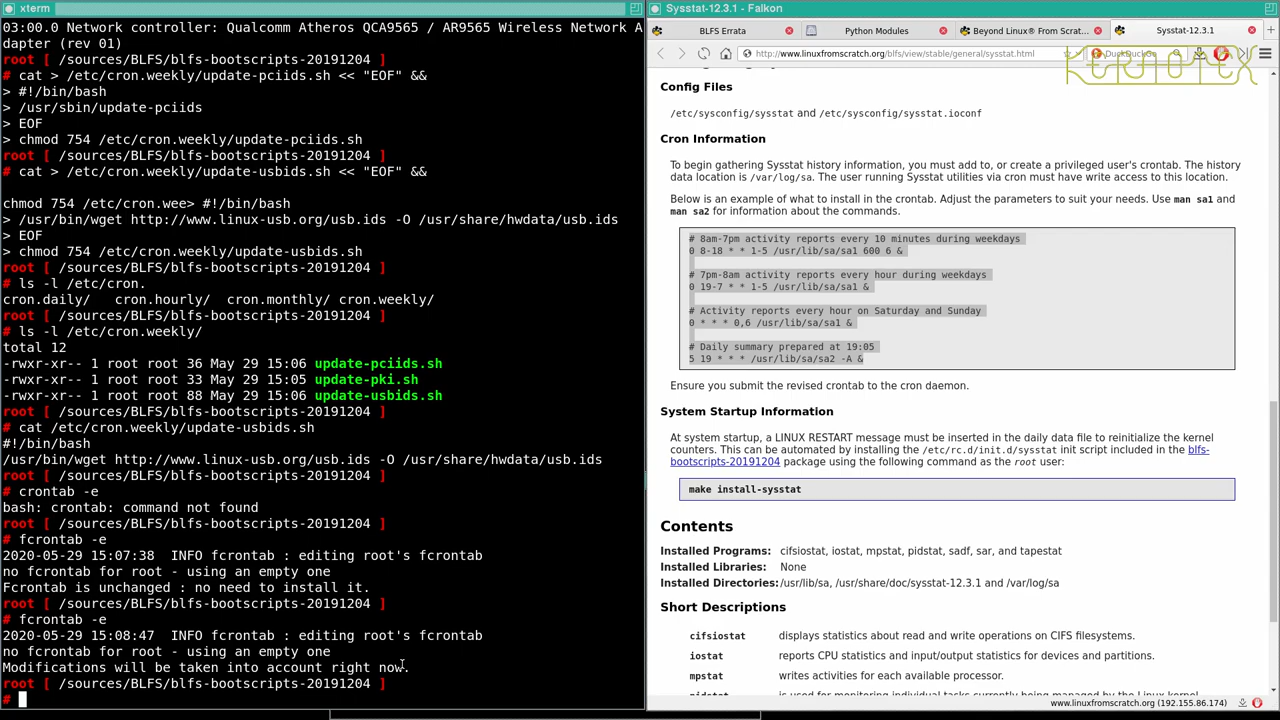 xterm
03:00.0 Network controller: Qualcomm Atheros QCA9565 / AR9565 Wireless Network A
dapter (rev 01)
root [ /sources/BLFS/blfs-bootscripts-20191204 ]
# cat > /etc/cron.weekly/update-pciids.sh << "EOF" &&
> #!/bin/bash
> /usr/sbin/update-pciids
> EOF
> chmod 754 /etc/cron.weekly/update-pciids.sh
root [ /sources/BLFS/blfs-bootscripts-20191204 ]
# cat > /etc/cron.weekly/update-usbids.sh << "EOF" &&
chmod 754 /etc/cron.wee> #!/bin/bash
> /usr/bin/wget http://www.linux-usb.org/usb.ids -O /usr/share/hwdata/usb.ids
> EOF
> chmod 754 /etc/cron.weekly/update-usbids.sh
root [ /sources/BLFS/blfs-bootscripts-20191204 ]
# ls -l /etc/cron.
cron.daily/   cron.hourly/  cron.monthly/ cron.weekly/
root [ /sources/BLFS/blfs-bootscripts-20191204 ]
# ls -l /etc/cron.weekly/
total 12
-rwxr-xr-- 1 root root 36 May 29 15:06 update-pciids.sh
-rwxr-xr-- 1 root root 33 May 29 15:05 update-pki.sh
-rwxr-xr-- 1 root root 88 May 29 15:06 update-usbids.sh
root [ /sources/BLFS/blfs-bootscripts-20191204 ]
# cat /etc/cron.weekly/update-usbids.sh
#!/bin/bash
/usr/bin/wget http://www.linux-usb.org/usb.ids -O /usr/share/hwdata/usb.ids
root [ /sources/BLFS/blfs-bootscripts-20191204 ]
# crontab -e
bash: crontab: command not found
root [ /sources/BLFS/blfs-bootscripts-20191204 ]
# fcrontab -e
2020-05-29 15:07:38  INFO fcrontab : editing root's fcrontab
no fcrontab for root - using an empty one
Fcrontab is unchanged : no need to install it.
root [ /sources/BLFS/blfs-bootscripts-20191204 ]
# fcrontab -e
2020-05-29 15:08:47  INFO fcrontab : editing root's fcrontab
no fcrontab for root - using an empty one
Modifications will be taken into account right now.
root [ /sources/BLFS/blfs-bootscripts-20191204 ]
#
Sysstat-12.3.1 - Falkon
BLFS Errata
Python Modules
Beyond Linux® From Scrat...
Sysstat-12.3.1
http://www.linuxfromscratch.org/blfs/view/stable/general/sysstat.html
DuckDuckGo
KERNOTEX
Config Files
/etc/sysconfig/sysstat and /etc/sysconfig/sysstat.ioconf
Cron Information
To begin gathering Sysstat history information, you must add to, or create a privileged user's crontab. The history
data location is /var/log/sa. The user running Sysstat utilities via cron must have write access to this location.
Below is an example of what to install in the crontab. Adjust the parameters to suit your needs. Use man sa1 and
man sa2 for information about the commands.
# 8am-7pm activity reports every 10 minutes during weekdays
0 8-18 * * 1-5 /usr/lib/sa/sa1 600 6 &
# 7pm-8am activity reports every hour during weekdays
0 19-7 * * 1-5 /usr/lib/sa/sa1 &
# Activity reports every hour on Saturday and Sunday
0 * * * 0,6 /usr/lib/sa/sa1 &
# Daily summary prepared at 19:05
5 19 * * * /usr/lib/sa/sa2 -A &
Ensure you submit the revised crontab to the cron daemon.
System Startup Information
At system startup, a LINUX RESTART message must be inserted in the daily data file to reinitialize the kernel
counters. This can be automated by installing the /etc/rc.d/init.d/sysstat init script included in the blfs-
bootscripts-20191204 package using the following command as the root user:
make install-sysstat
Contents
Installed Programs: cifsiostat, iostat, mpstat, pidstat, sadf, sar, and tapestat
Installed Libraries: None
Installed Directories: /usr/lib/sa, /usr/share/doc/sysstat-12.3.1 and /var/log/sa
Short Descriptions
cifsiostat displays statistics about read and write operations on CIFS filesystems.
iostat reports CPU statistics and input/output statistics for devices and partitions.
mpstat writes activities for each available processor.
pidstat is used for monitoring individual tasks currently being managed by the Linux kernel.
www.linuxfromscratch.org (192.155.86.174)